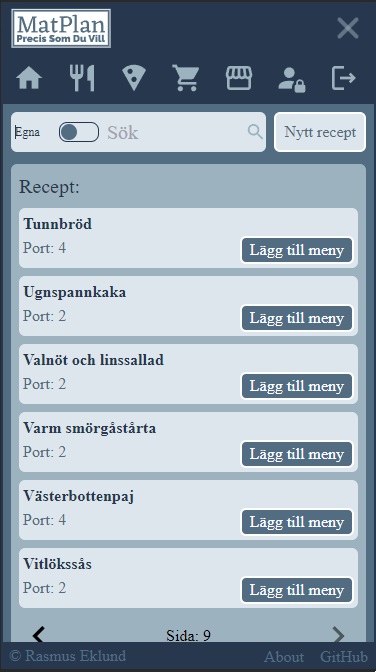 MatPlan
Precis Som Du Vill
Egna Sök Nytt recept
Recept:
Tunnbröd
Port: 4 Lägg till meny
Ugnspannkaka
Port: 2 Lägg till meny
Valnöt och linssallad
Port: 2 Lägg till meny
Varm smörgåstårta
Port: 2 Lägg till meny
Västerbottenpaj
Port: 4 Lägg till meny
Vitlökssås
Port: 2 Lägg till meny
Sida: 9
© Rasmus Eklund About GitHub